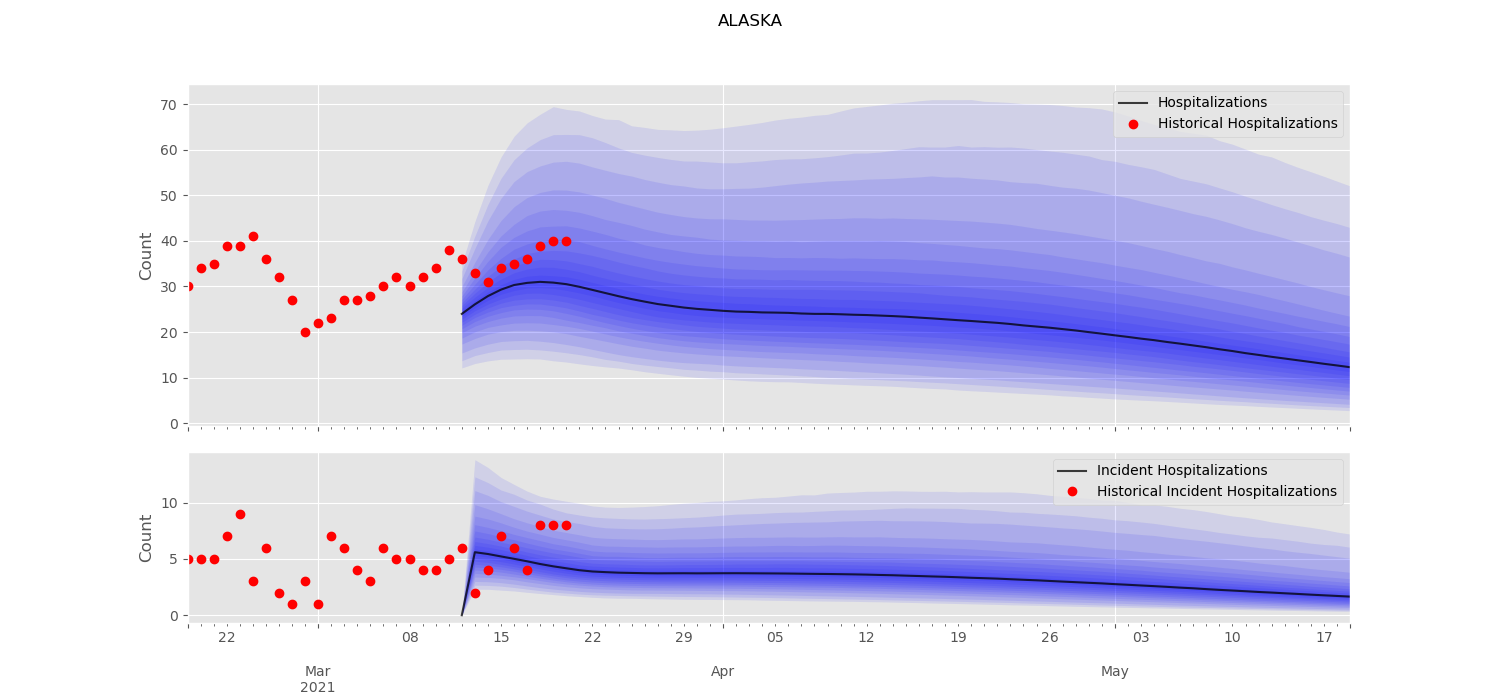 ALASKA
70
60
50
40
30
20
10
0
Count
Hospitalizations
Historical Hospitalizations
10
5
0
Count
Incident Hospitalizations
Historical Incident Hospitalizations
22 08 15 22 29 05 12 19 26 03 10 17
Mar Apr May
2021